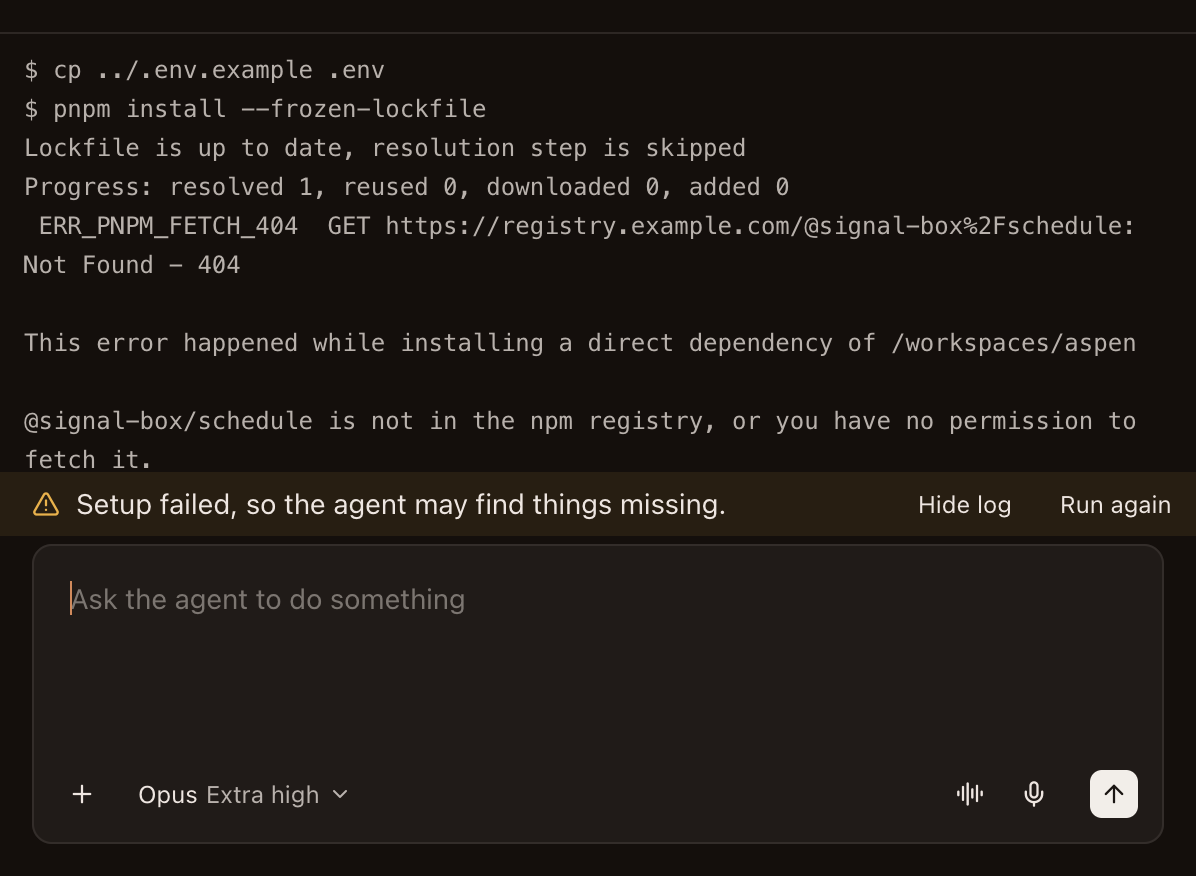 $ cp ../.env.example .env
$ pnpm install --frozen-lockfile
Lockfile is up to date, resolution step is skipped
Progress: resolved 1, reused 0, downloaded 0, added 0
 ERR_PNPM_FETCH_404  GET https://registry.example.com/@signal-box%2Fschedule:
Not Found - 404
This error happened while installing a direct dependency of /workspaces/aspen
@signal-box/schedule is not in the npm registry, or you have no permission to
fetch it.
Setup failed, so the agent may find things missing. Hide log Run again
Ask the agent to do something
Opus Extra high